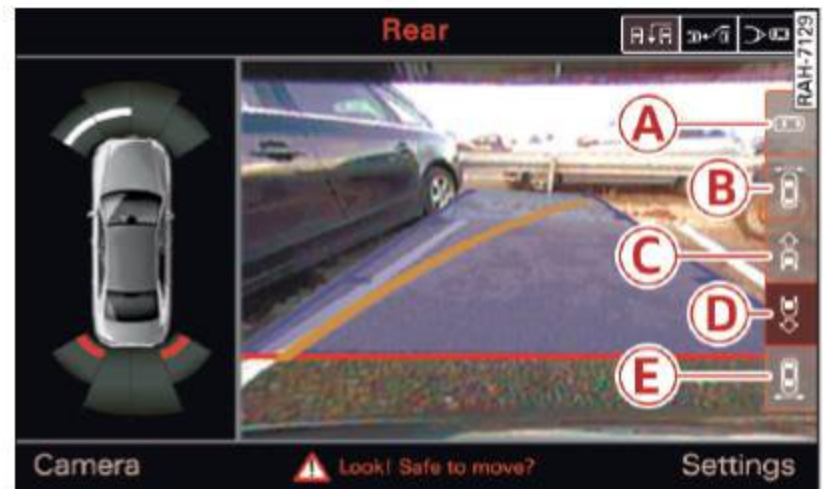 Rear
RAH-7129
A
B
C
D
E
Camera
Look! Safe to move?
Settings